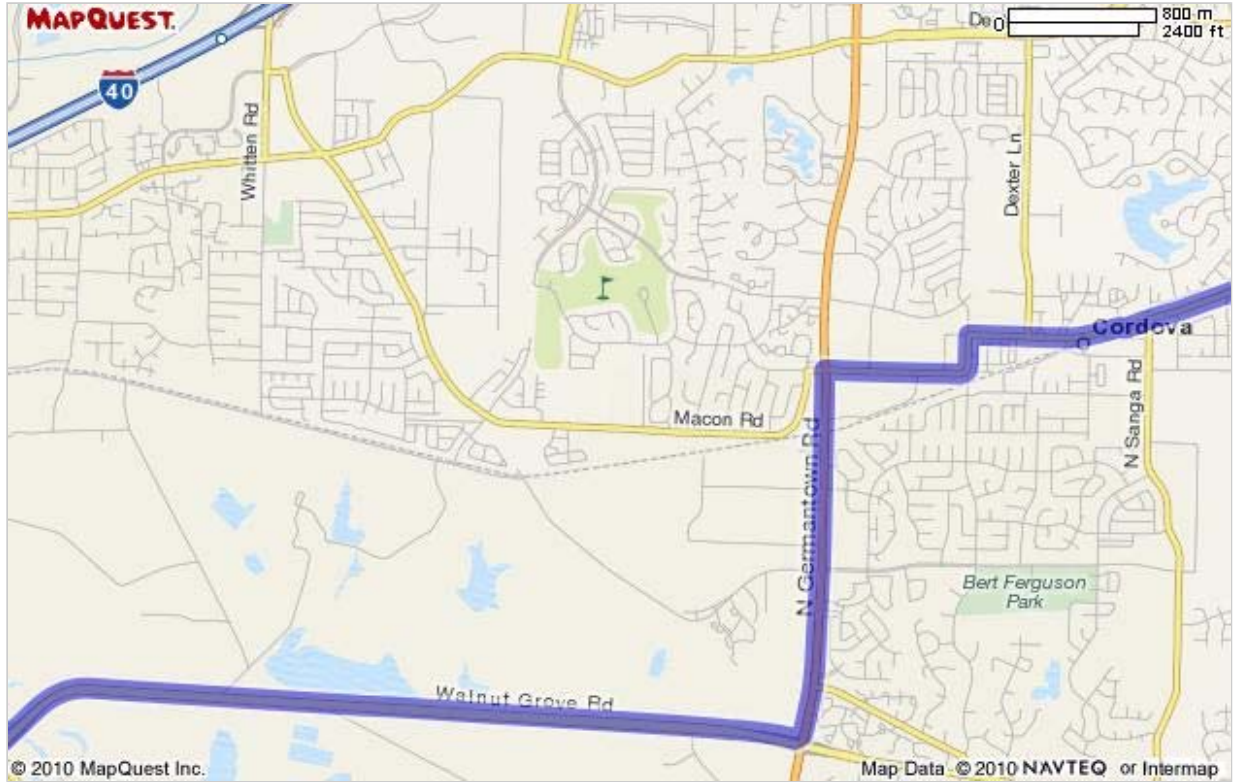 MAPQUEST.
De
0
800 m
2400 ft
40
Whitten Rd
Dexter Ln
Cordova
Macon Rd
N Sanga Rd
N Germantown Rd
Bert Ferguson
Park
Walnut Grove Rd
© 2010 MapQuest Inc.
Map Data © 2010 NAVTEQ or Intermap